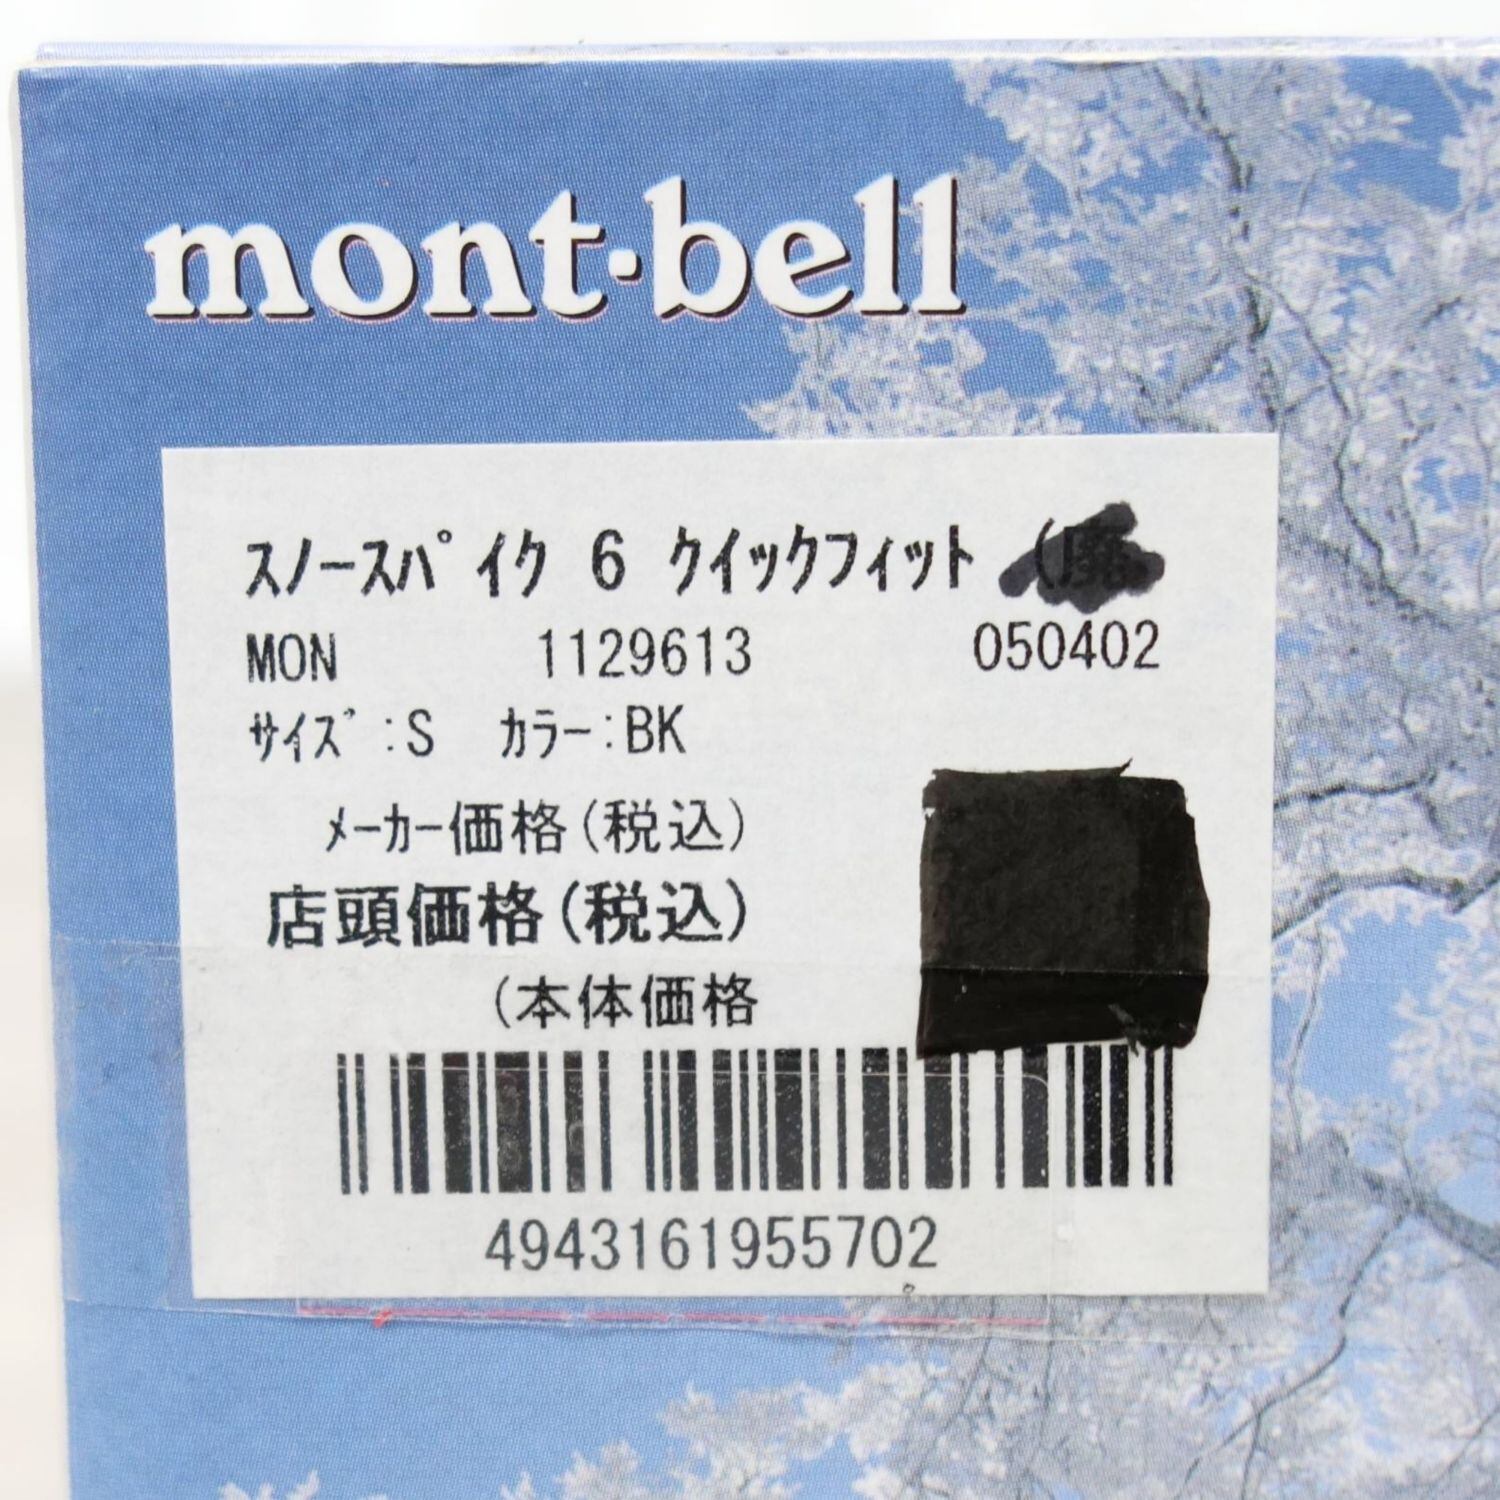 mont-bell
スノースパイク 6 クイックフィット
MON 1129613 050402
サイズ:S カラー:BK
メーカー価格(税込)
店頭価格(税込)
(本体価格
4943161955702